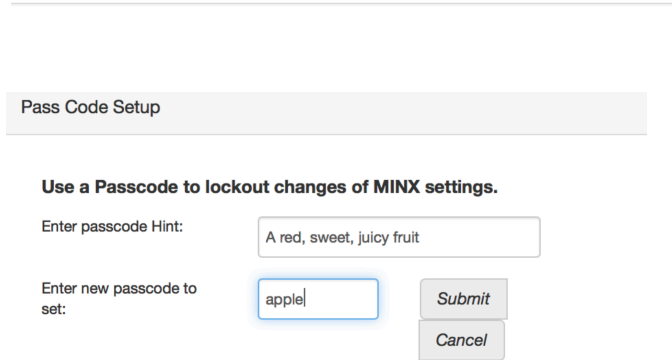 Pass Code Setup
Use a Passcode to lockout changes of MINX settings.
Enter passcode Hint:
A red, sweet, juicy fruit
Enter new passcode to
set:
apple
Submit
Cancel